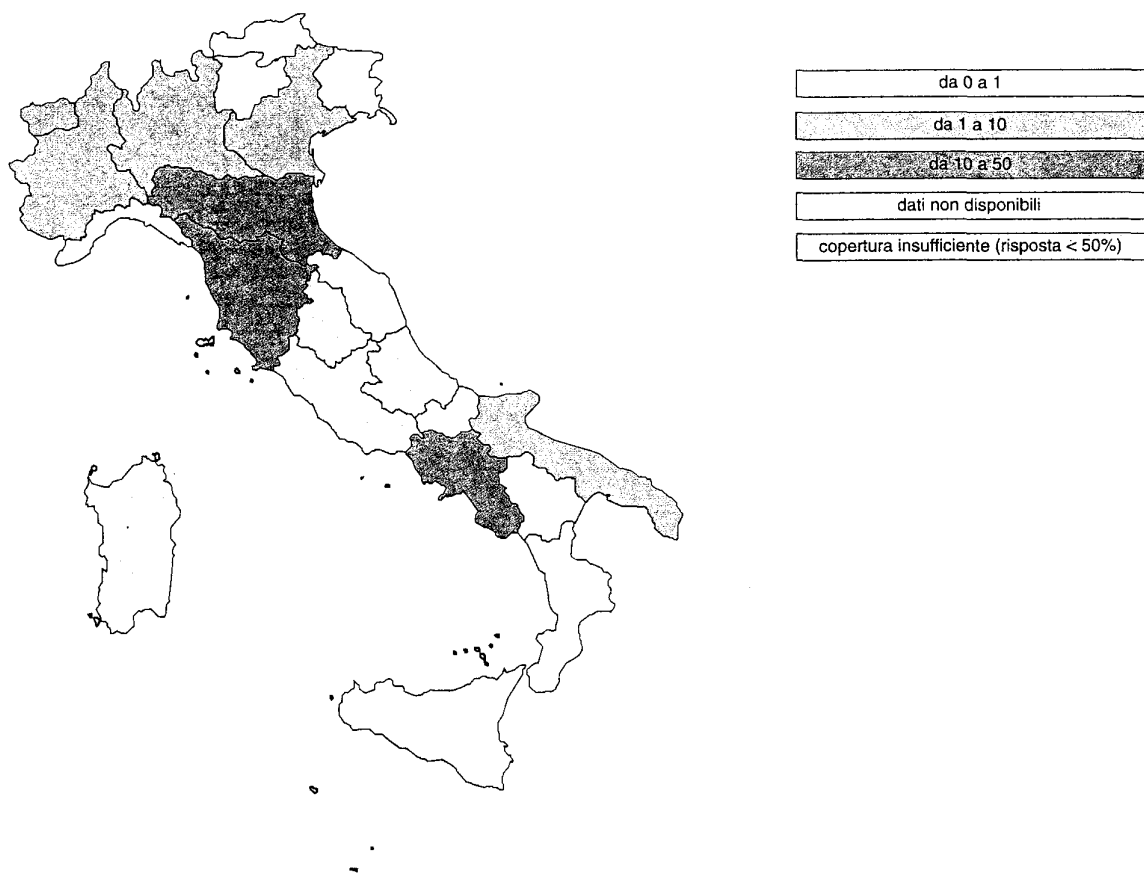 da 0 a 1
da 1 a 10
da 10 a 50
dati non disponibili
copertura insufficiente (risposta < 50%)